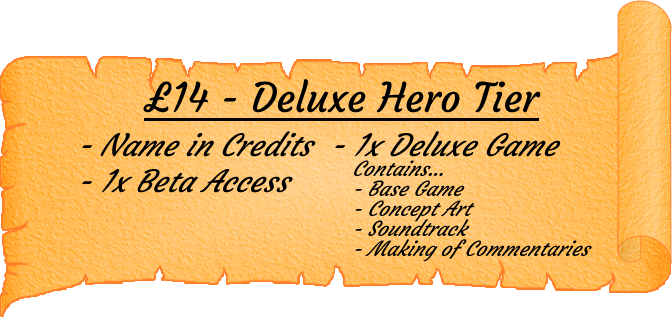 £14 - Deluxe Hero Tier
- Name in Credits
- 1x Beta Access
- 1x Deluxe Game
Contains...
- Base Game
- Concept Art
- Soundtrack
- Making of Commentaries